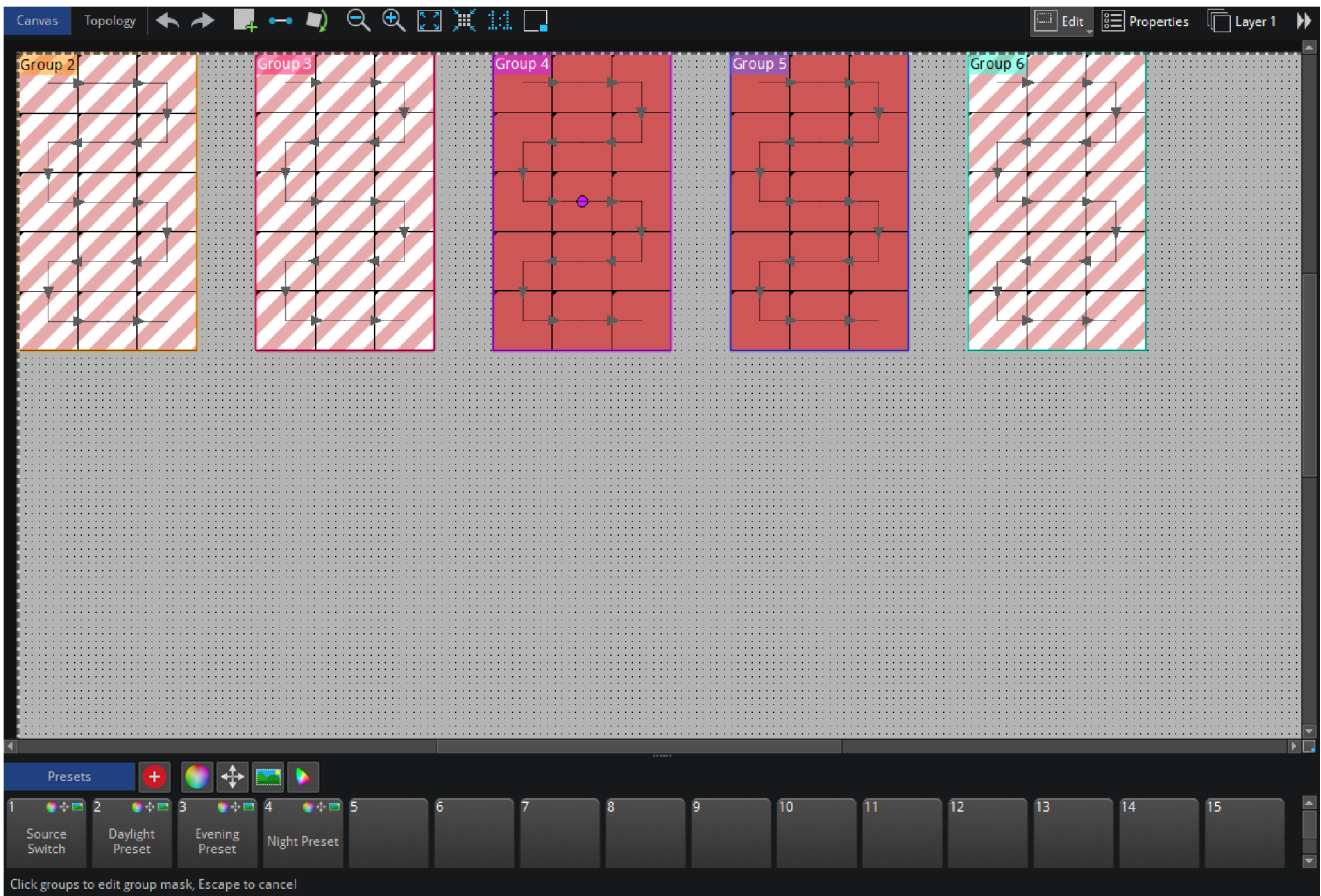 Canvas Topology 1:1 Edit Properties Layer 1
Group 2 Group 3 Group 4 Group 5 Group 6
Presets
1 2 3 4 5 6 7 8 9 10 11 12 13 14 15
Source Switch
Daylight Preset
Evening Preset
Night Preset
Click groups to edit group mask, Escape to cancel